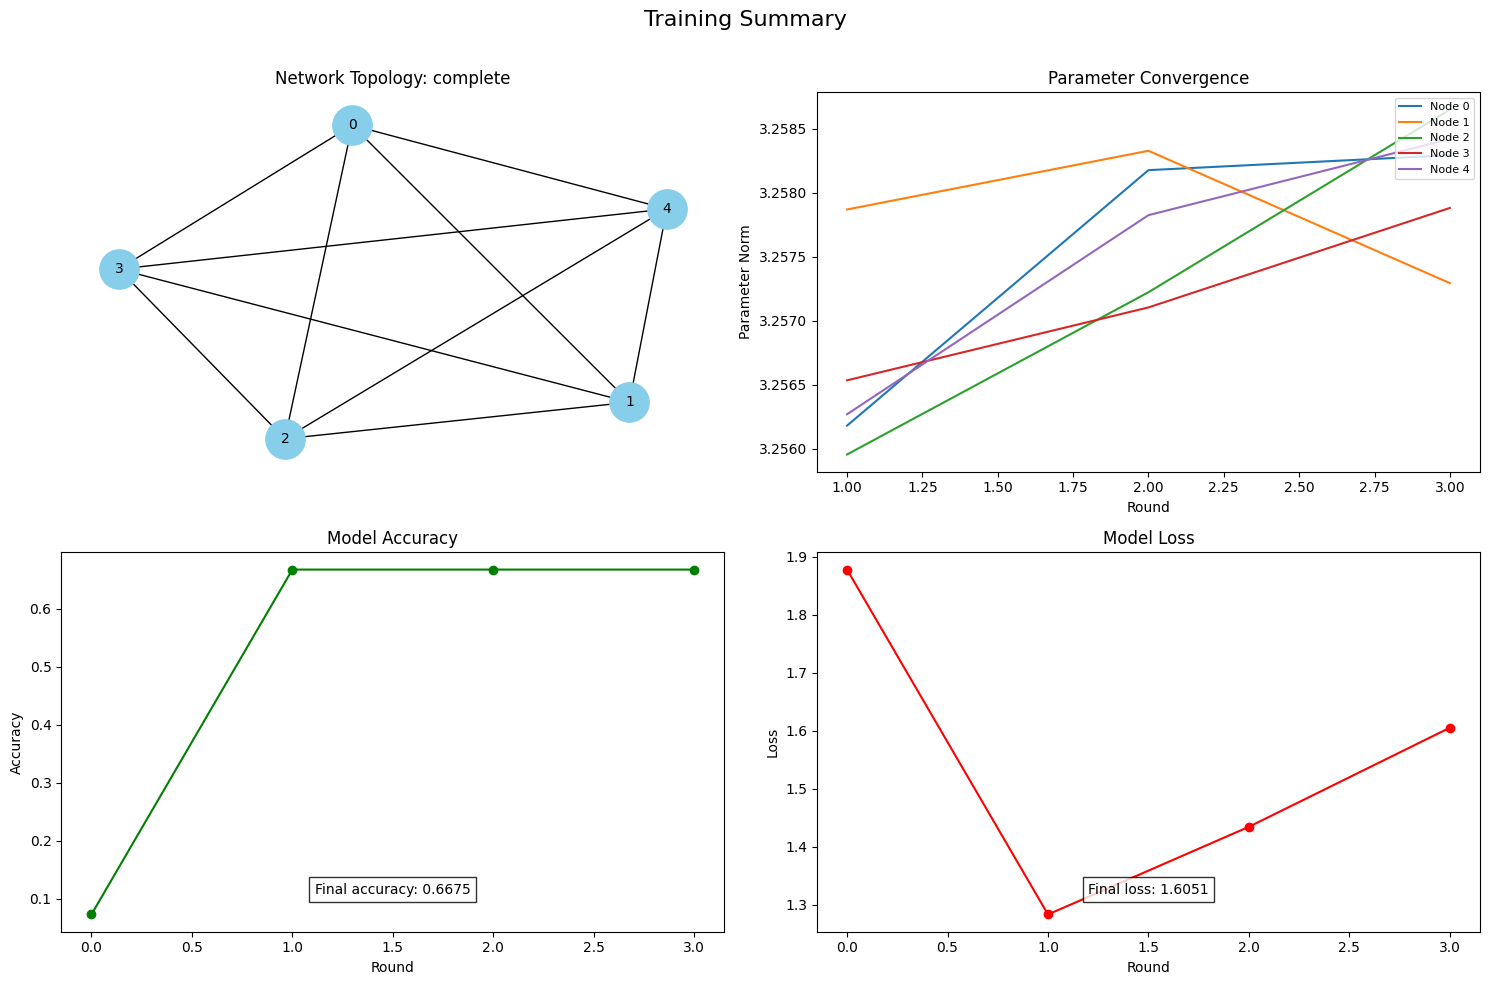 Training Summary
Network Topology: complete
0
4
3
1
2
Parameter Convergence
Node 0
Node 1
Node 2
Node 3
Node 4
Parameter Norm
3.2585
3.2580
3.2575
3.2570
3.2565
3.2560
1.00 1.25 1.50 1.75 2.00 2.25 2.50 2.75 3.00
Round
Model Accuracy
Accuracy
0.6
0.5
0.4
0.3
0.2
0.1
Final accuracy: 0.6675
0.0 0.5 1.0 1.5 2.0 2.5 3.0
Round
Model Loss
Loss
1.9
1.8
1.7
1.6
1.5
1.4
1.3
Final loss: 1.6051
0.0 0.5 1.0 1.5 2.0 2.5 3.0
Round